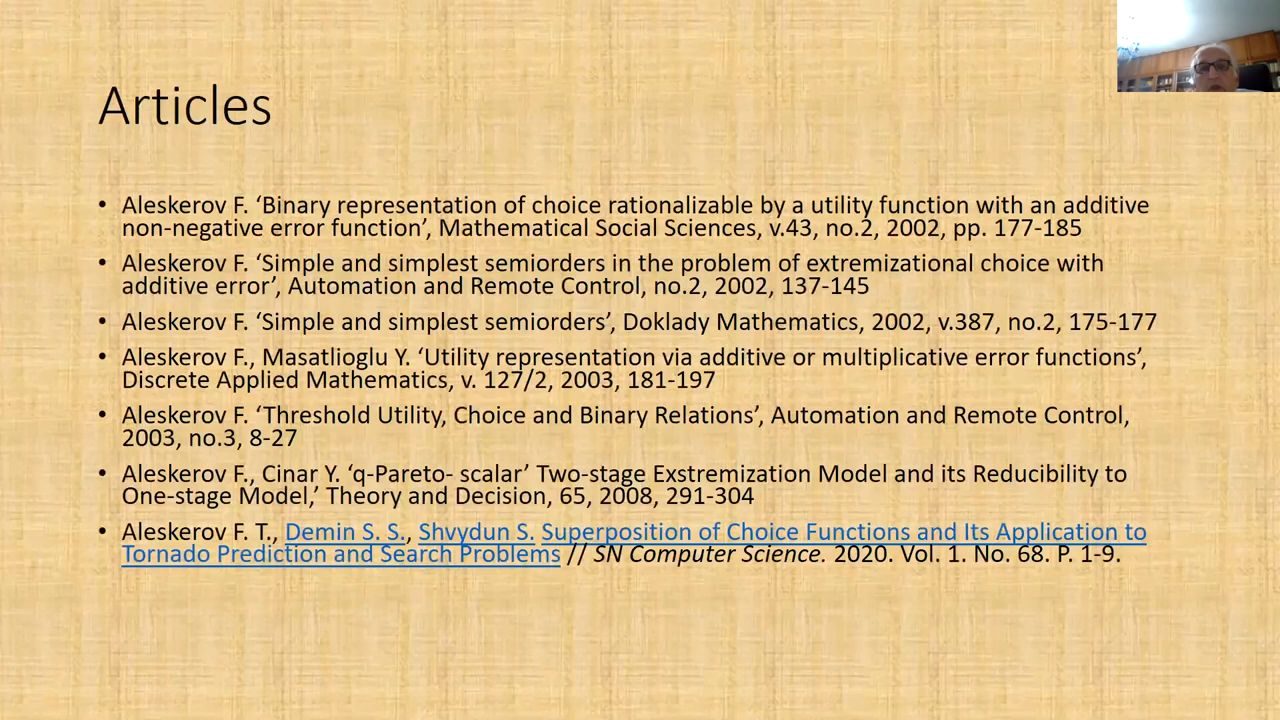 Articles
• Aleskerov F. ‘Binary representation of choice rationalizable by a utility function with an additive
non-negative error function’, Mathematical Social Sciences, v.43, no.2, 2002, pp. 177-185
• Aleskerov F. ‘Simple and simplest semiorders in the problem of extremizational choice with
additive error’, Automation and Remote Control, no.2, 2002, 137-145
• Aleskerov F. ‘Simple and simplest semiorders’, Doklady Mathematics, 2002, v.387, no.2, 175-177
• Aleskerov F., Masatlioglu Y. ‘Utility representation via additive or multiplicative error functions’,
Discrete Applied Mathematics, v. 127/2, 2003, 181-197
• Aleskerov F. ‘Threshold Utility, Choice and Binary Relations’, Automation and Remote Control,
2003, no.3, 8-27
• Aleskerov F., Cinar Y. ‘q-Pareto- scalar’ Two-stage Exstremization Model and its Reducibility to
One-stage Model,’ Theory and Decision, 65, 2008, 291-304
• Aleskerov F. T., Demin S. S., Shvydun S. Superposition of Choice Functions and Its Application to
Tornado Prediction and Search Problems // SN Computer Science. 2020. Vol. 1. No. 68. P. 1-9.